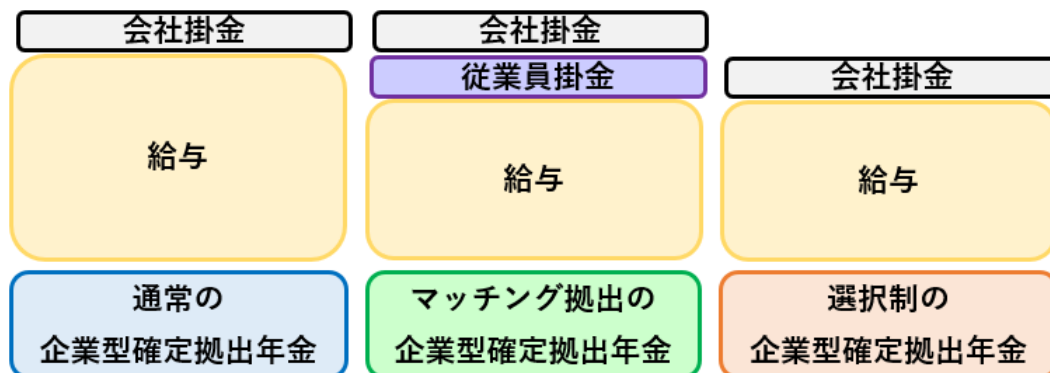 会社掛金
給与
通常の
企業型確定拠出年金
会社掛金
従業員掛金
給与
マッチング拠出の
企業型確定拠出年金
会社掛金
給与
選択制の
企業型確定拠出年金